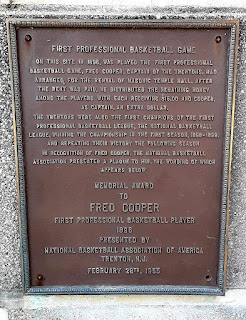 FIRST PROFESSIONAL BASKETBALL GAME
ON THIS SITE IN 1896, WAS PLAYED THE FIRST PROFESSIONAL
BASKETBALL GAME. FRED COOPER, CAPTAIN OF THE TRENTONS, HAD
ARRANGED FOR THE RENTAL OF MASONIC TEMPLE HALL. AFTER
THE RENT WAS PAID, HE DISTRIBUTED THE REMAINING MONEY
AMONG THE PLAYERS WITH EACH RECEIVING $15.00 AND COOPER,
AS CAPTAIN, AN EXTRA DOLLAR.
THE TRENTONS WERE ALSO THE FIRST CHAMPIONS OF THE FIRST
PROFESSIONAL BASKETBALL LEAGUE, THE NATIONAL BASKETBALL
LEAGUE, WINNING THE CHAMPIONSHIP IN THE FIRST SEASON, 1898-1899,
AND REPEATING THEIR VICTORY THE FOLLOWING SEASON.
IN RECOGNITION OF FRED COOPER, THE NATIONAL BASKETBALL
ASSOCIATION PRESENTED A PLAQUE TO HIM, THE WORDING OF WHICH
APPEARS BELOW
MEMORIAL AWARD
TO
FRED COOPER
FIRST PROFESSIONAL BASKETBALL PLAYER
1896
PRESENTED BY
NATIONAL BASKETBALL ASSOCIATION OF AMERICA
TRENTON, N.J.
FEBRUARY 26TH, 1955